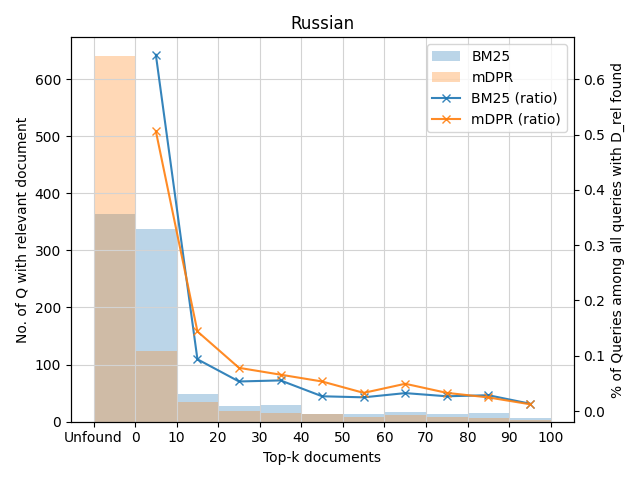 Russian
BM25
mDPR
BM25 (ratio)
mDPR (ratio)
No. of Q with relevant document
600
500
400
300
200
100
0
% of Queries among all queries with D_rel found
0.6
0.5
0.4
0.3
0.2
0.1
0.0
Unfound 0 10 20 30 40 50 60 70 80 90 100
Top-k documents